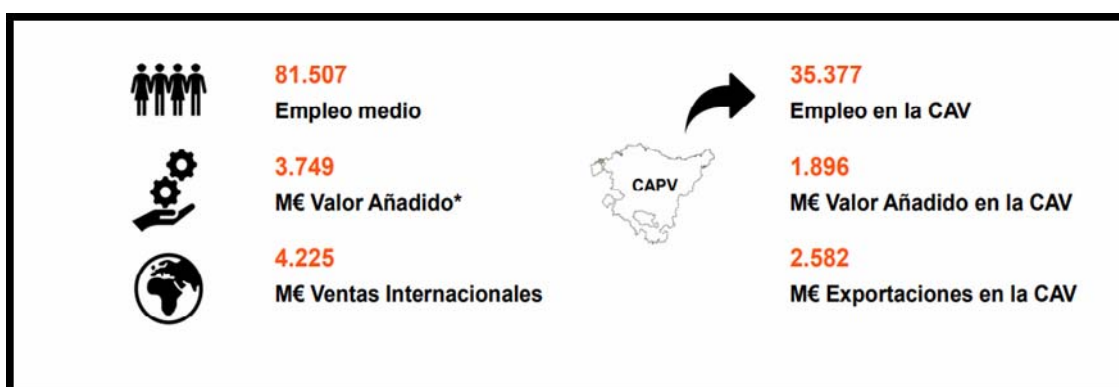 81.507
Empleo medio
3.749
M€ Valor Añadido*
4.225
M€ Ventas Internacionales
CAPV
35.377
Empleo en la CAV
1.896
M€ Valor Añadido en la CAV
2.582
M€ Exportaciones en la CAV